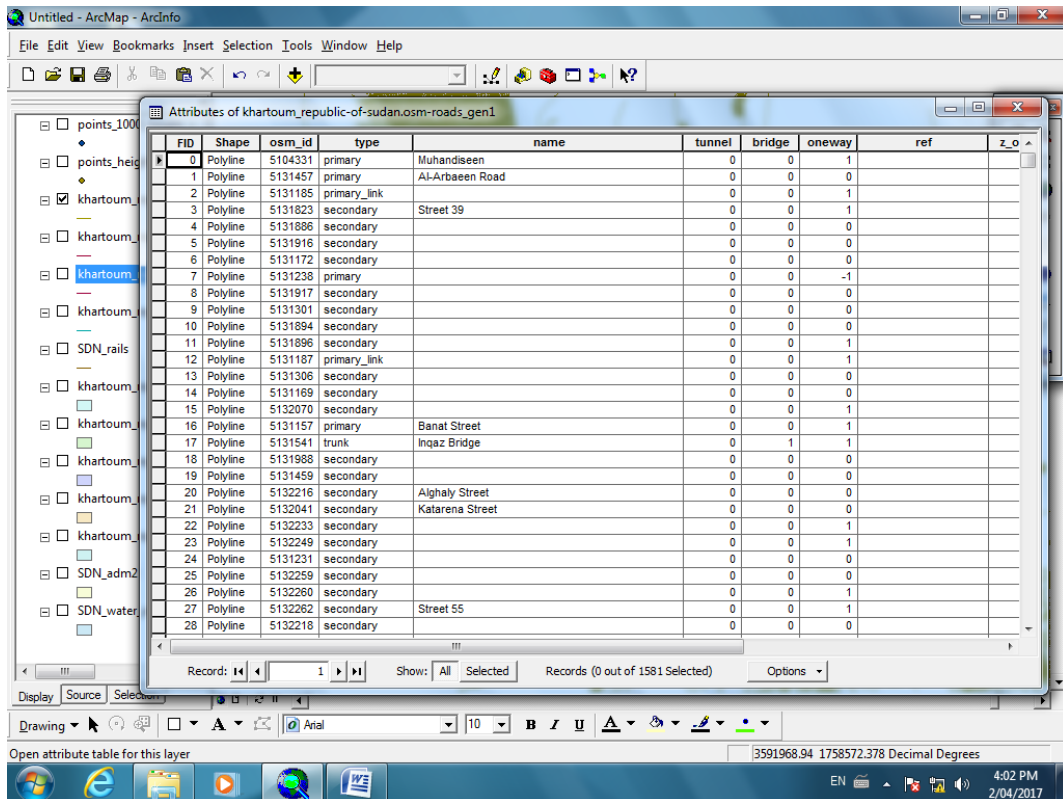 Untitled - ArcMap - ArcInfo
File Edit View Bookmarks Insert Selection Tools Window Help
Attributes of khartoum_republic-of-sudan.osm-roads_gen1
points_1000
points_heig
khartoum_
khartoum_
khartoum_
khartoum_
SDN_rails
khartoum_
khartoum_
khartoum_
khartoum_
khartoum_
SDN_adm2
SDN_water_
FID Shape osm_id type name tunnel bridge oneway ref z_o
0 Polyline 5104331 primary Muhandiseen 0 0 1
1 Polyline 5131457 primary Al-Arbaeen Road 0 0 0
2 Polyline 5131185 primary_link 0 0 1
3 Polyline 5131823 secondary Street 39 0 0 1
4 Polyline 5131886 secondary 0 0 0
5 Polyline 5131916 secondary 0 0 0
6 Polyline 5131172 secondary 0 0 0
7 Polyline 5131238 primary 0 0 -1
8 Polyline 5131917 secondary 0 0 0
9 Polyline 5131301 secondary 0 0 0
10 Polyline 5131894 secondary 0 0 0
11 Polyline 5131896 secondary 0 0 1
12 Polyline 5131187 primary_link 0 0 1
13 Polyline 5131306 secondary 0 0 0
14 Polyline 5131169 secondary 0 0 0
15 Polyline 5132070 secondary 0 0 1
16 Polyline 5131157 primary Banat Street 0 0 1
17 Polyline 5131541 trunk Inqaz Bridge 0 1 1
18 Polyline 5131988 secondary 0 0 0
19 Polyline 5131459 secondary 0 0 0
20 Polyline 5132216 secondary Alghaly Street 0 0 0
21 Polyline 5132041 secondary Katarena Street 0 0 0
22 Polyline 5132233 secondary 0 0 1
23 Polyline 5132249 secondary 0 0 1
24 Polyline 5131231 secondary 0 0 0
25 Polyline 5132259 secondary 0 0 0
26 Polyline 5132260 secondary 0 0 1
27 Polyline 5132262 secondary Street 55 0 0 1
28 Polyline 5132218 secondary 0 0 0
Record: 1 Show: All Selected Records (0 out of 1581 Selected) Options
Display Source Selection
Drawing A Arial 10 B I U A
Open attribute table for this layer 3591968.94 1758572.378 Decimal Degrees
EN 4:02 PM
2/04/2017